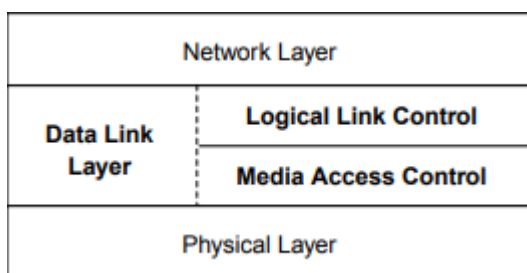 Network Layer
Data Link
Layer
Logical Link Control
Media Access Control
Physical Layer